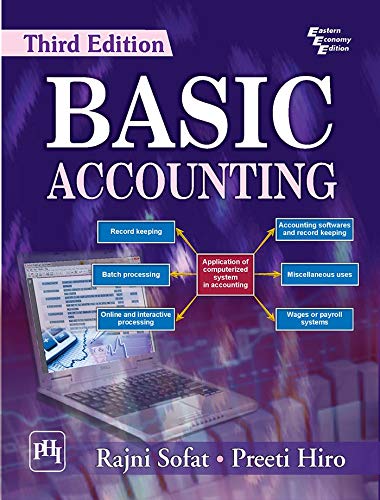 Third Edition
Eastern
Economy
Edition
BASIC
ACCOUNTING
Record keeping
Accounting softwares
and record keeping
Batch processing
Application of
computerized
system
in accounting
Miscellaneous uses
Online and interactive
processing
Wages or payroll
systems
PHI
Rajni Sofat • Preeti Hiro